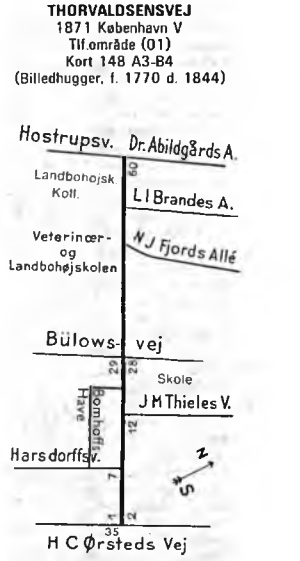 THORVALDSENSVEJ
1871 København V
Tlf.område (01)
Kort 148 A3-B4
(Billedhugger, f. 1770 d. 1844)
Hostrupsv. Dr.Abildgårds A.
60
Landbohojsk.
Koll.
L I Brandes A.
Veterinær-
og
Landbohøjskolen
N J Fjords Allé
Bülows- vej
29 28
Skole
Bomhoffs
Have
J M Thieles V.
12
Harsdorffsv.
7
N
S
1 2
35
H C Ørsteds Vej